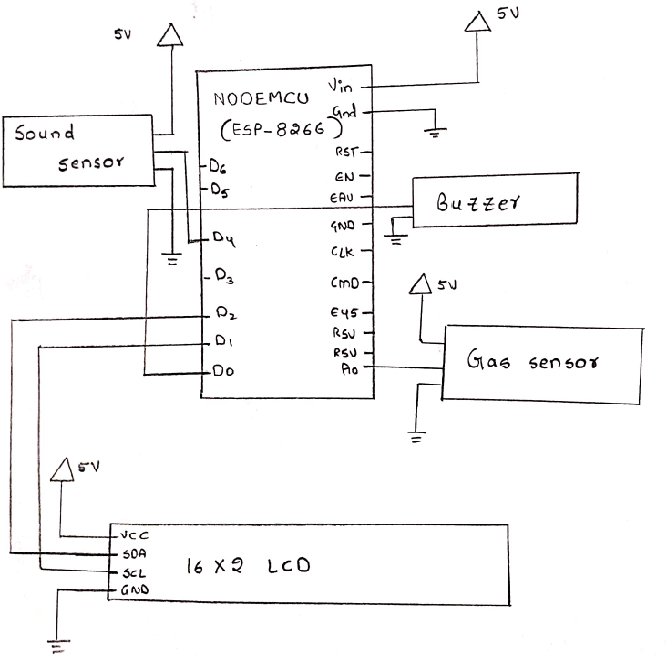 5V
5V
NODEMCU
(ESP-8266)
Vin
Gnd
Sound
sensor
RST
D6
EN
D5
EAU
Buzzer
GND
D4
CLK
D3
CMD
5V
D2
EYS
D1
RSV
RSV
Gas sensor
D0
A0
5V
VCC
SDA
16 X 2 LCD
SCL
GND